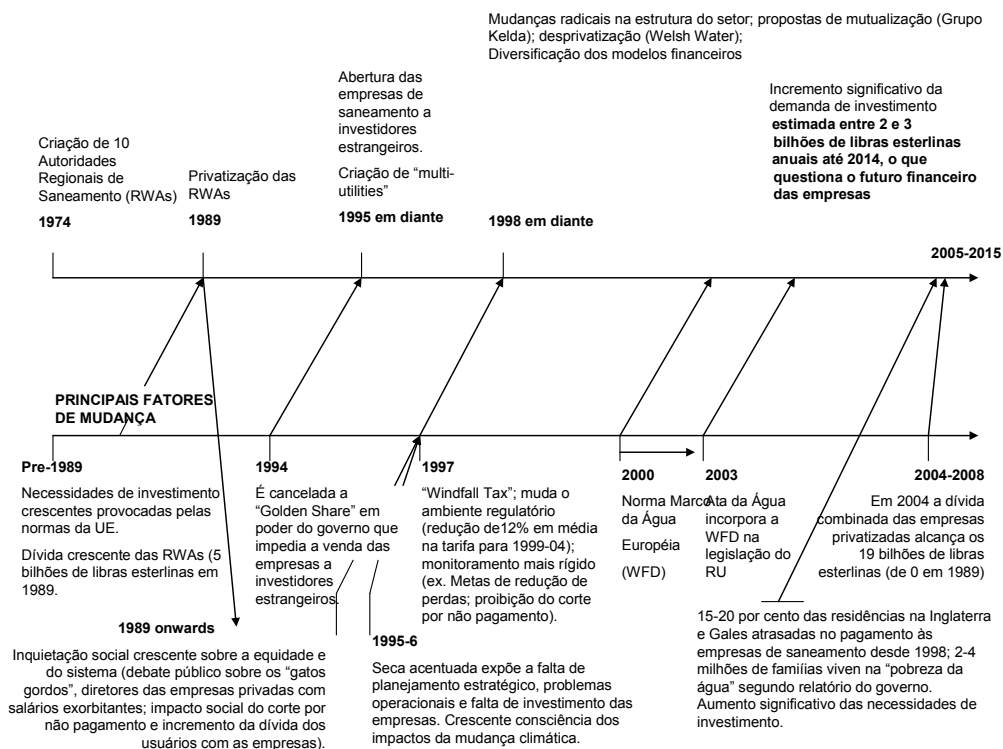 Mudanças radicais na estrutura do setor; propostas de mutualização (Grupo
Kelda); desprivatização (Welsh Water);
Diversificação dos modelos financeiros
Criação de 10
Autoridades
Regionais de
Saneamento (RWAs)
1974
Privatização das
RWAs
1989
Abertura das
empresas de
saneamento a
investidores
estrangeiros.
Criação de “multi-
utilities”
1995 em diante
1998 em diante
Incremento significativo da
demanda de investimento
estimada entre 2 e 3
bilhões de libras esterlinas
anuais até 2014, o que
questiona o futuro financeiro
das empresas
2005-2015
PRINCIPAIS FATORES
DE MUDANÇA
Pre-1989
Necessidades de investimento
crescentes provocadas pelas
normas da UE.
Dívida crescente das RWAs (5
bilhões de libras esterlinas em
1989.
1989 onwards
Inquietação social crescente sobre a equidade e
do sistema (debate público sobre os “gatos
gordos”, diretores das empresas privadas com
salários exorbitantes; impacto social do corte por
não pagamento e incremento da dívida dos
usuários com as empresas).
1994
É cancelada a
“Golden Share” em
poder do governo que
impedia a venda das
empresas a
investidores
estrangeiros.
1995-6
Seca acentuada expõe a falta de
planejamento estratégico, problemas
operacionais e falta de investimento das
empresas. Crescente consciência dos
impactos da mudança climática.
1997
“Windfall Tax”; muda o
ambiente regulatório
(redução de12% em média
na tarifa para 1999-04);
monitoramento mais rígido
(ex. Metas de redução de
perdas; proibição do corte
por não pagamento).
2000
Norma Marco
da Água
Européia
(WFD)
2003
Ata da Água
incorpora a
WFD na
legislação do
RU
2004-2008
Em 2004 a dívida
combinada das empresas
privatizadas alcança os
19 bilhões de libras
esterlinas (de 0 em 1989)
15-20 por cento das residências na Inglaterra
e Gales atrasadas no pagamento às
empresas de saneamento desde 1998; 2-4
milhões de famiíias viven na “pobreza da
água” segundo relatório do governo.
Aumento significativo das necessidades de
investimento.